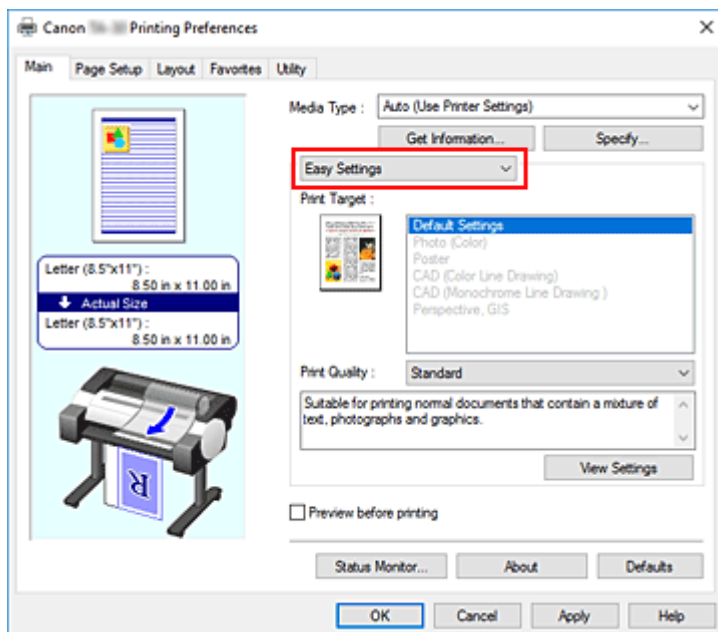 Canon Printing Preferences
Main Page Setup Layout Favorites Utility
Media Type : Auto (Use Printer Settings)
Get Information... Specify...
Easy Settings
Print Target :
Default Settings
Photo (Color)
Poster
CAD (Color Line Drawing)
CAD (Monochrome Line Drawing )
Perspective, GIS
Letter (8.5"x11") :
8.50 in x 11.00 in
Actual Size
Letter (8.5"x11") :
8.50 in x 11.00 in
R
Print Quality : Standard
Suitable for printing normal documents that contain a mixture of
text, photographs and graphics.
View Settings
Preview before printing
Status Monitor... About Defaults
OK Cancel Apply Help